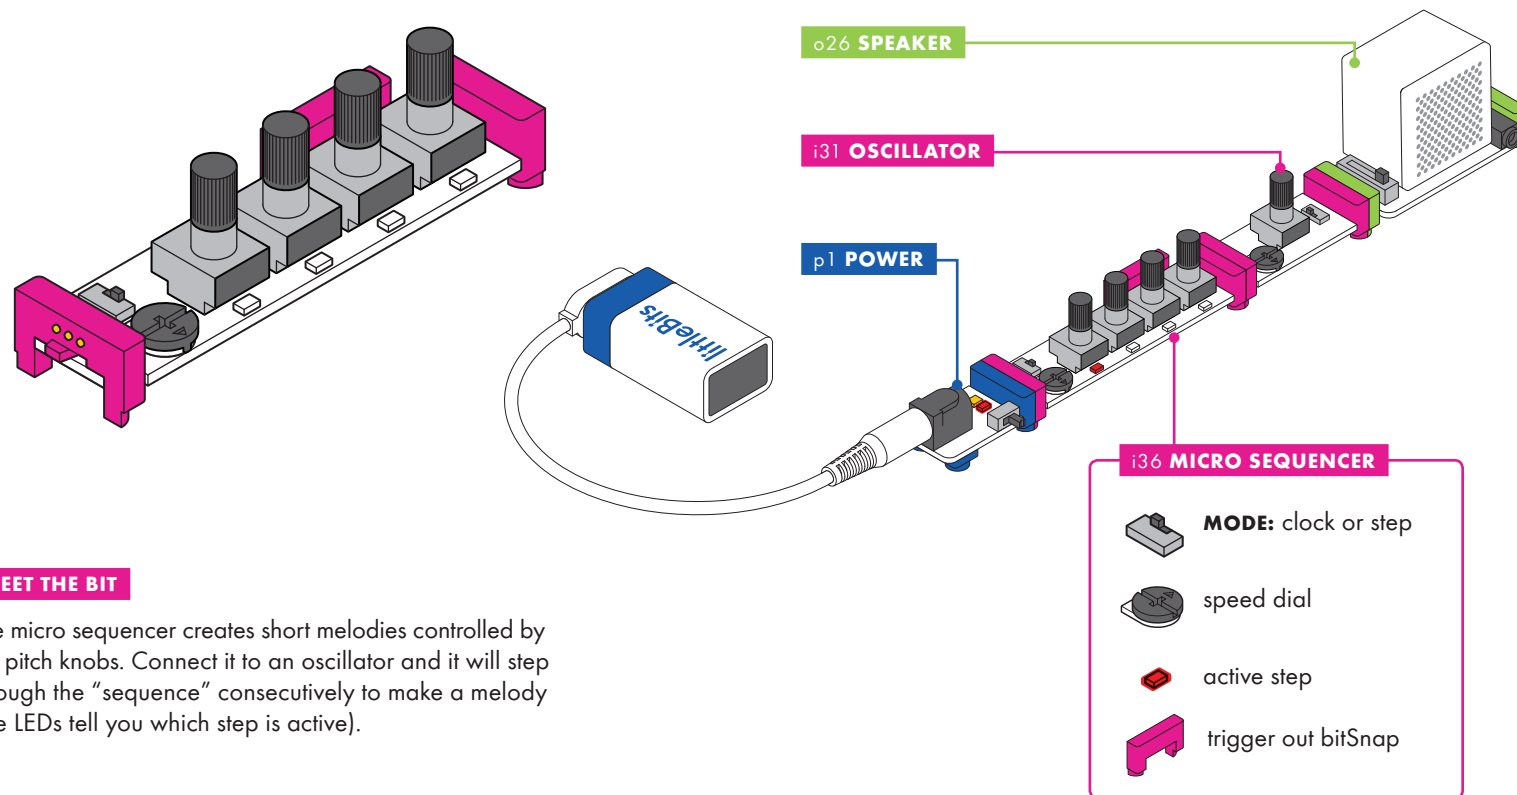 o26 SPEAKER
i31 OSCILLATOR
p1 POWER
littleBits
i36 MICRO SEQUENCER
MODE: clock or step
speed dial
active step
trigger out bitSnap
EET THE BIT
e micro sequencer creates short melodies controlled by
pitch knobs. Connect it to an oscillator and it will step
ough the “sequence” consecutively to make a melody
e LEDs tell you which step is active).